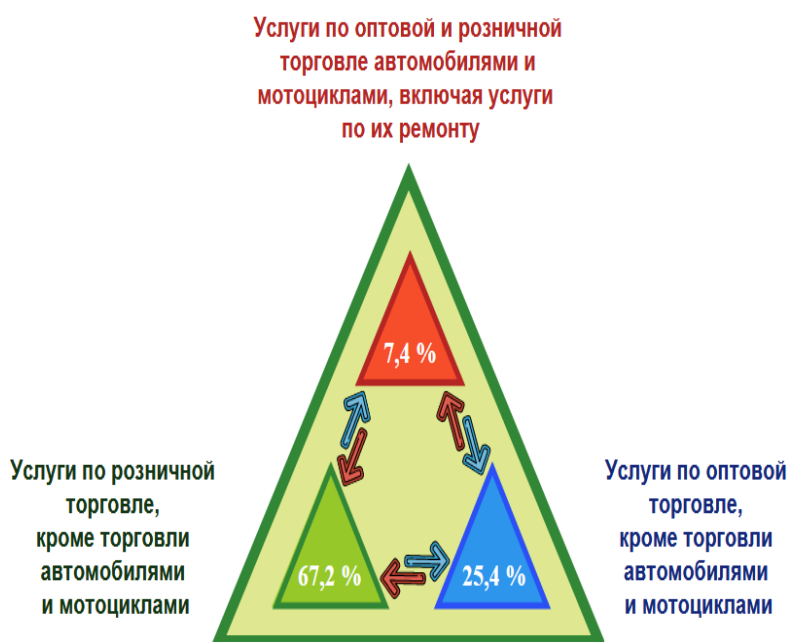 Услуги по оптовой и розничной
торговле автомобилями и
мотоциклами, включая услуги
по их ремонту
7,4 %
Услуги по розничной
торговле,
кроме торговли
автомобилями
и мотоциклами
67,2 %
25,4 %
Услуги по оптовой
торговле,
кроме торговли
автомобилями
и мотоциклами